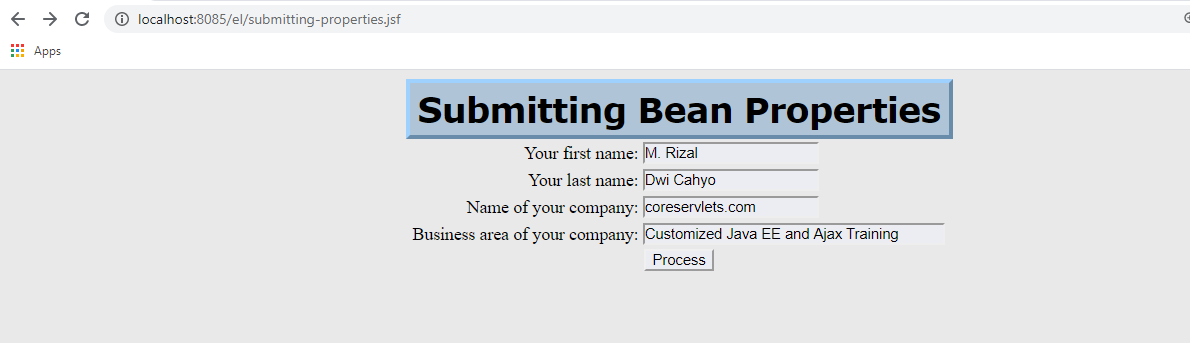 localhost:8085/el/submitting-properties.jsf
Apps
Submitting Bean Properties
Your first name: M. Rizal
Your last name: Dwi Cahyo
Name of your company: coreservlets.com
Business area of your company: Customized Java EE and Ajax Training
Process